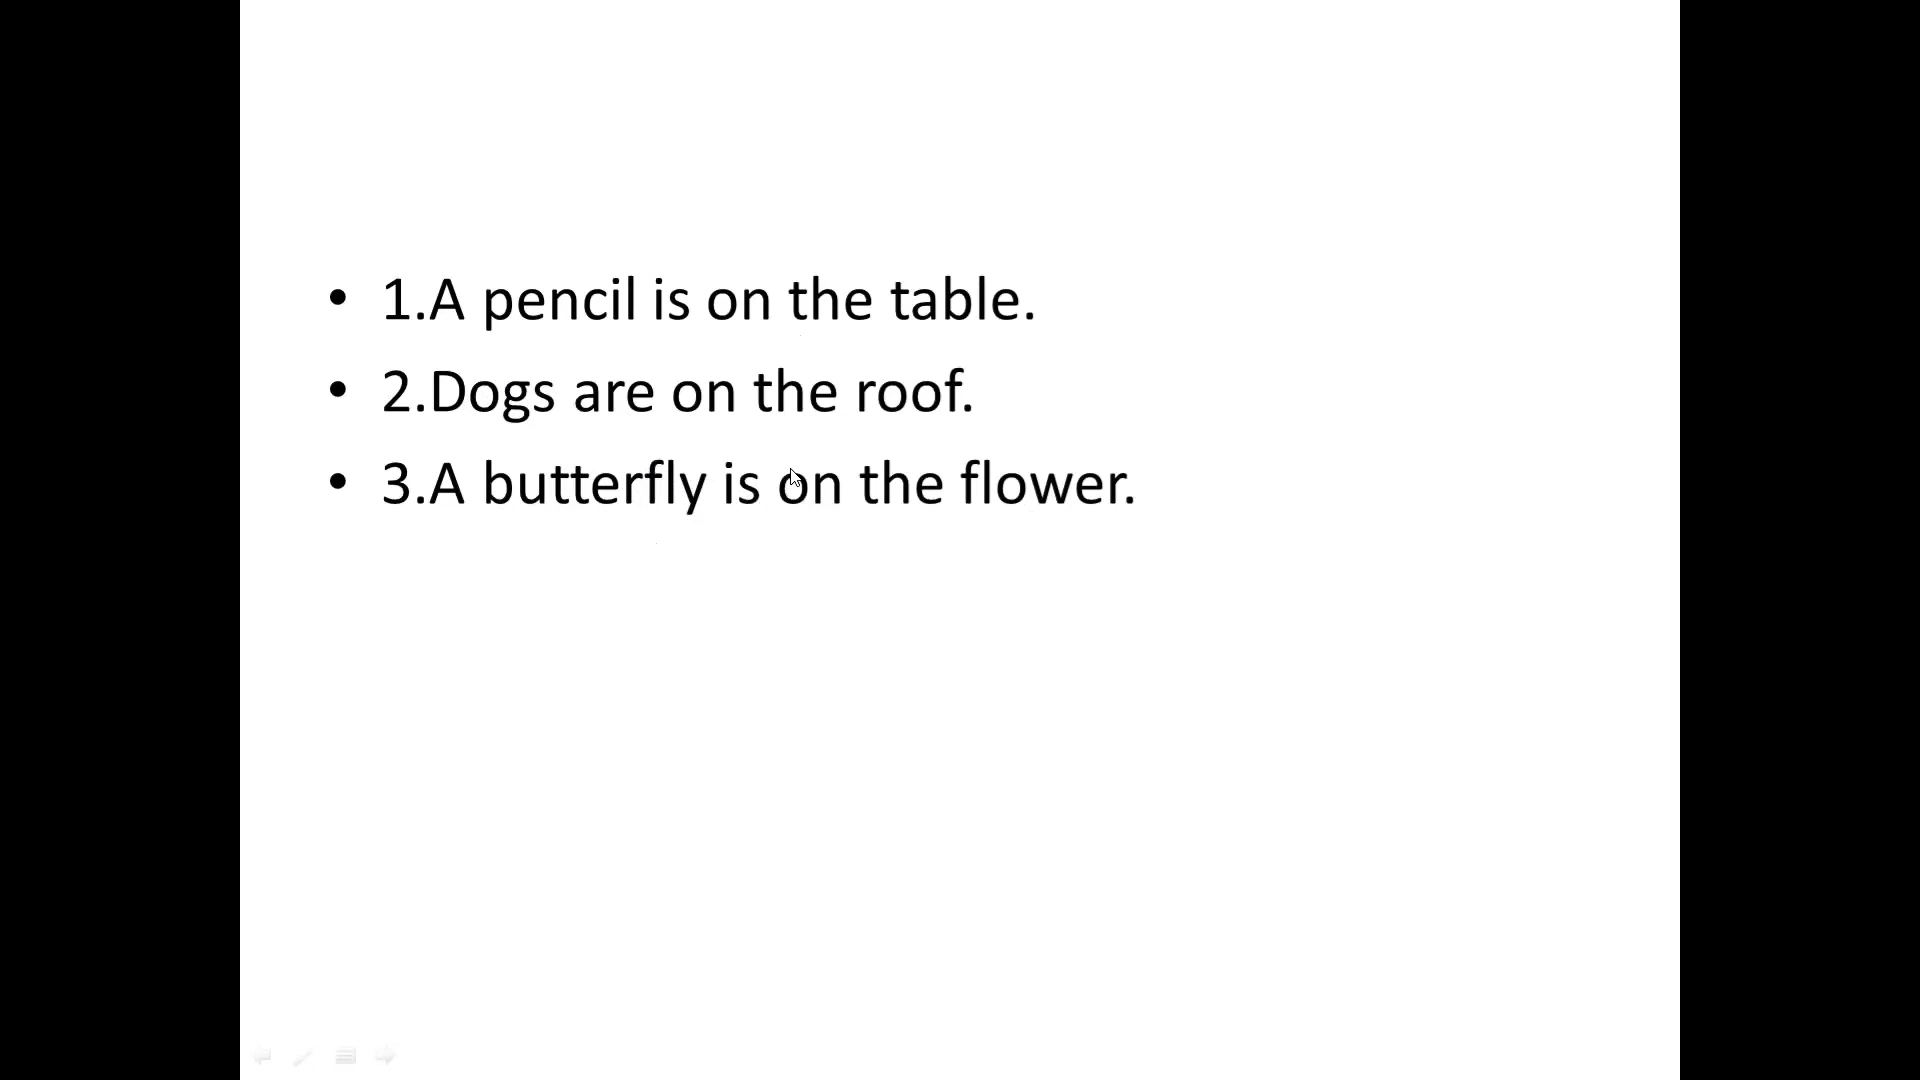 • 1.A pencil is on the table.
• 2.Dogs are on the roof.
• 3.A butterfly is on the flower.